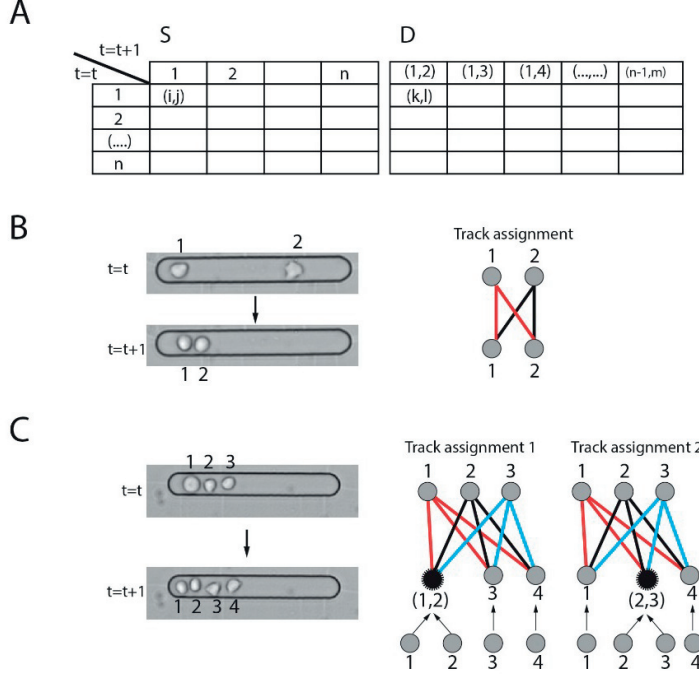 A
S
D
t=t+1
t=t
1 2 n
(1,2) (1,3) (1,4) (...,...) (n-1,m)
1 (i,j) (k,l)
2
(....)
n
B
1 2
t=t
t=t+1
1 2
Track assignment
1 2
1 2
C
1 2 3
t=t
t=t+1
1 2 3 4
Track assignment 1
1 2 3
(1,2) 3 4
1 2 3 4
Track assignment 2
1 2 3
1 (2,3) 4
1 2 3 4